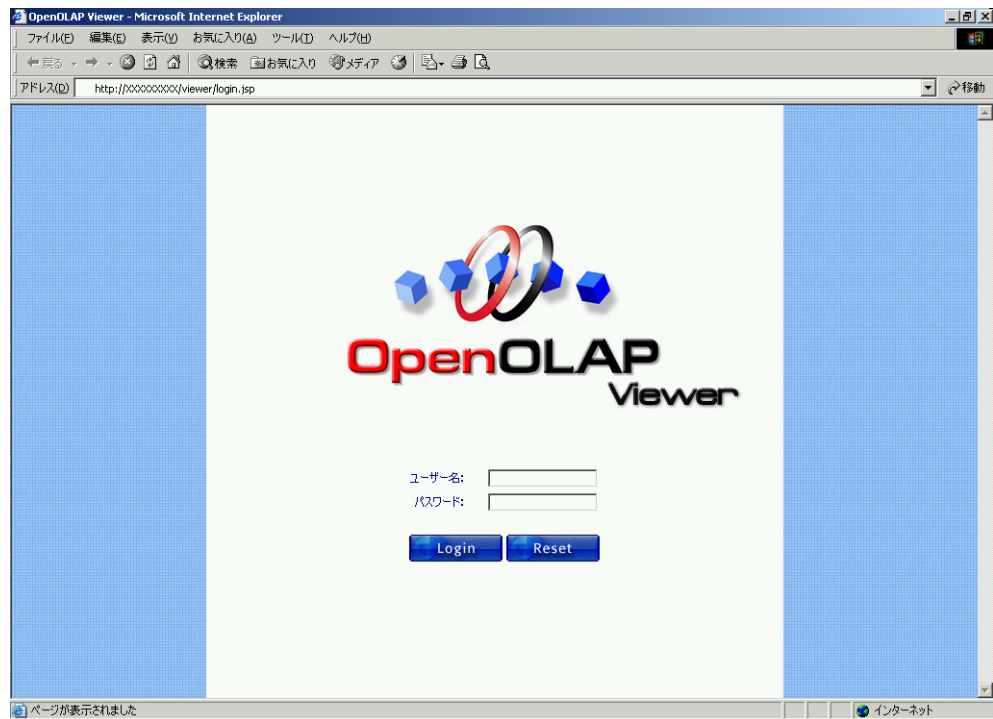 OpenOLAP Viewer - Microsoft Internet Explorer
ファイル(F) 編集(E) 表示(V) お気に入り(A) ツール(T) ヘルプ(H)
戻る 検索 お気に入り メディア
アドレス(D) http://XXXXXXXXX/viewer/login.jsp 移動
OpenOLAP
Viewer
ユーザー名:
パスワード:
Login Reset
ページが表示されました インターネット